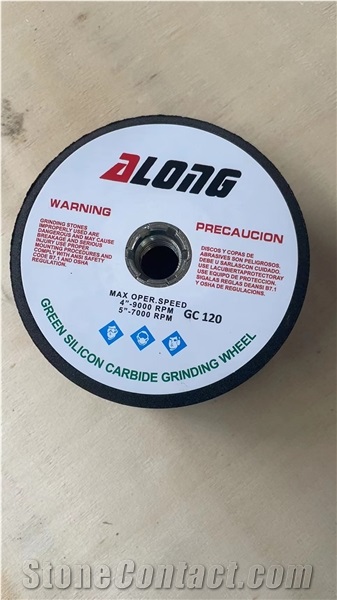 ALONG
WARNING
GRINDING STONES
IMPROPERLY USED ARE
DANGEROUS AND MAY CAUSE
BREAKAGE AND SERIOUS
INJURY USE PROPER
MOUNTING PROCEDURES AND
COMPLY WITH ANSI SAFETY
CODE B7.1 AND OSHA
REGULATION.
PRECAUCION
DISCOS Y COPAS DE
ABRASIVES SON PELIGROSOS.
DEBE U SARLASCON CUIDADO.
USE LACUBIERTAPROTECTORAY
USE EQUIPO DE PROTECCION.
SIGALAS REGLAS DEANSI B7.1
Y OSHA DE REGULACIONS.
MAX OPER.SPEED
4"-9000 RPM
5"-7000 RPM
GC 120
GREEN SILICON CARBIDE GRINDING WHEEL
StoneContact.com